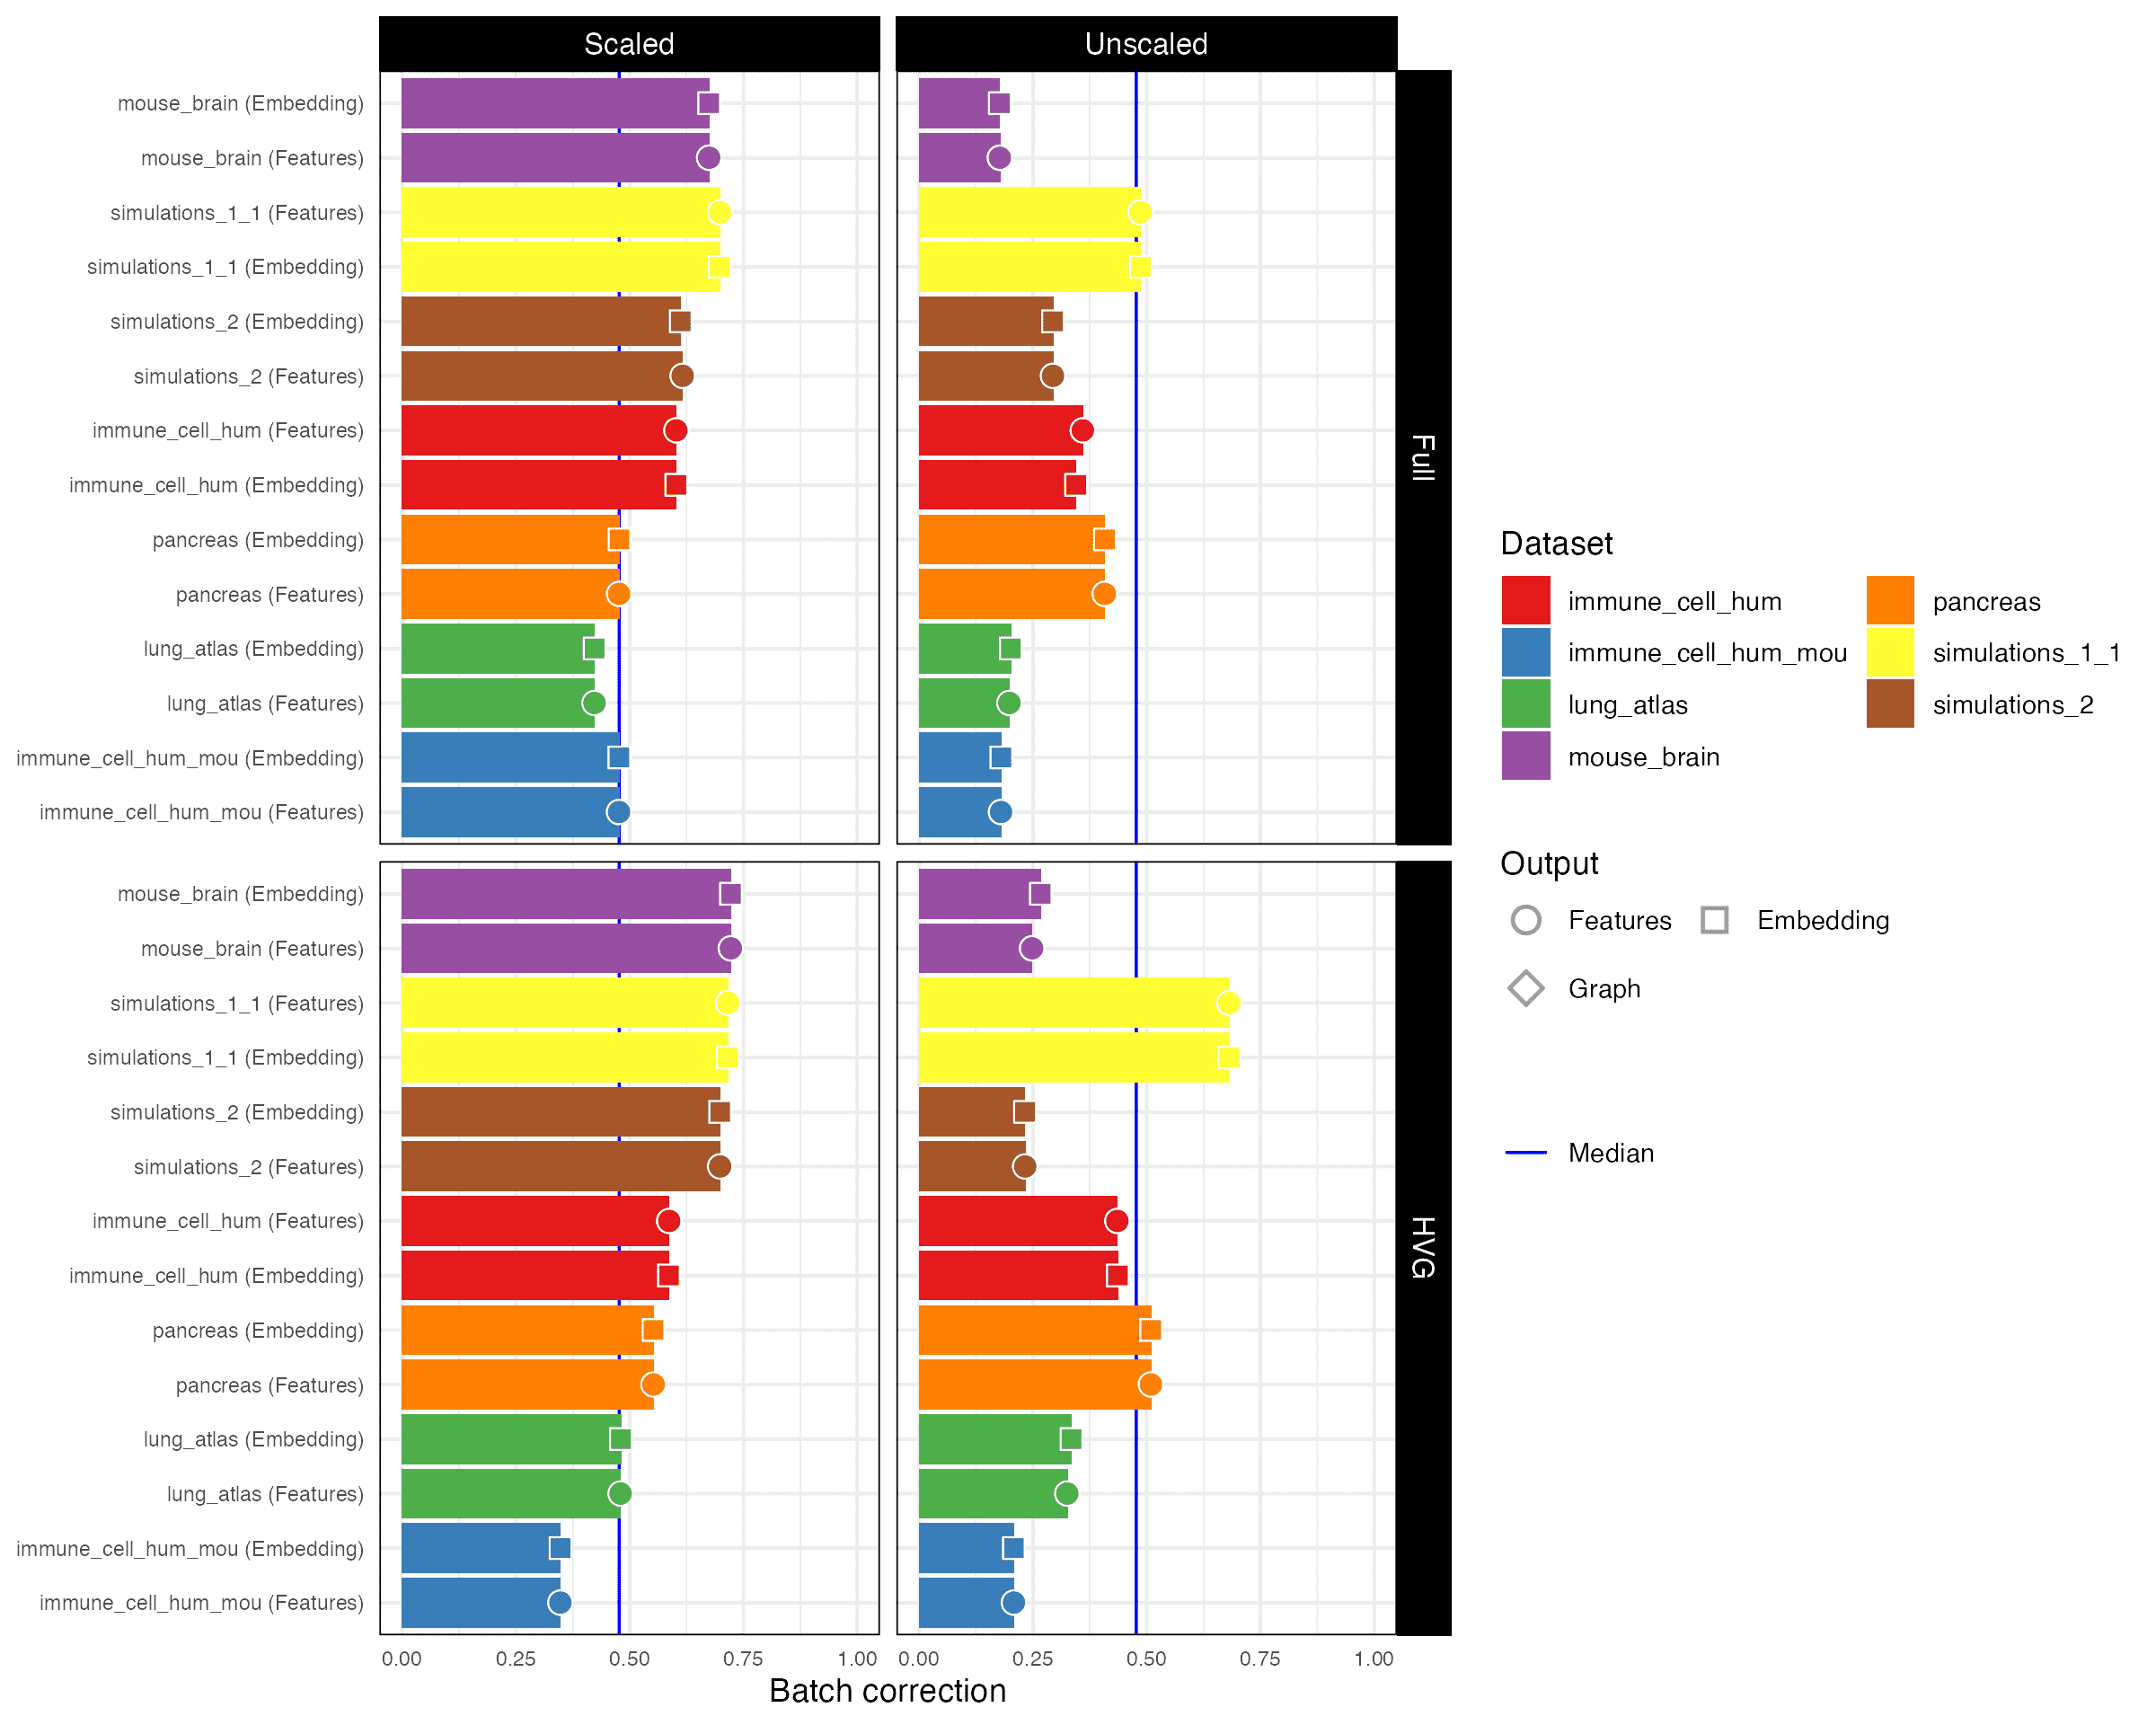 Scaled
Unscaled
mouse_brain (Embedding)
mouse_brain (Features)
simulations_1_1 (Features)
simulations_1_1 (Embedding)
simulations_2 (Embedding)
simulations_2 (Features)
immune_cell_hum (Features)
immune_cell_hum (Embedding)
pancreas (Embedding)
pancreas (Features)
lung_atlas (Embedding)
lung_atlas (Features)
immune_cell_hum_mou (Embedding)
immune_cell_hum_mou (Features)
Full
mouse_brain (Embedding)
mouse_brain (Features)
simulations_1_1 (Features)
simulations_1_1 (Embedding)
simulations_2 (Embedding)
simulations_2 (Features)
immune_cell_hum (Features)
immune_cell_hum (Embedding)
pancreas (Embedding)
pancreas (Features)
lung_atlas (Embedding)
lung_atlas (Features)
immune_cell_hum_mou (Embedding)
immune_cell_hum_mou (Features)
HVG
0.00 0.25 0.50 0.75 1.00
0.00 0.25 0.50 0.75 1.00
Batch correction
Dataset
immune_cell_hum
immune_cell_hum_mou
lung_atlas
mouse_brain
pancreas
simulations_1_1
simulations_2
Output
Features
Embedding
Graph
Median